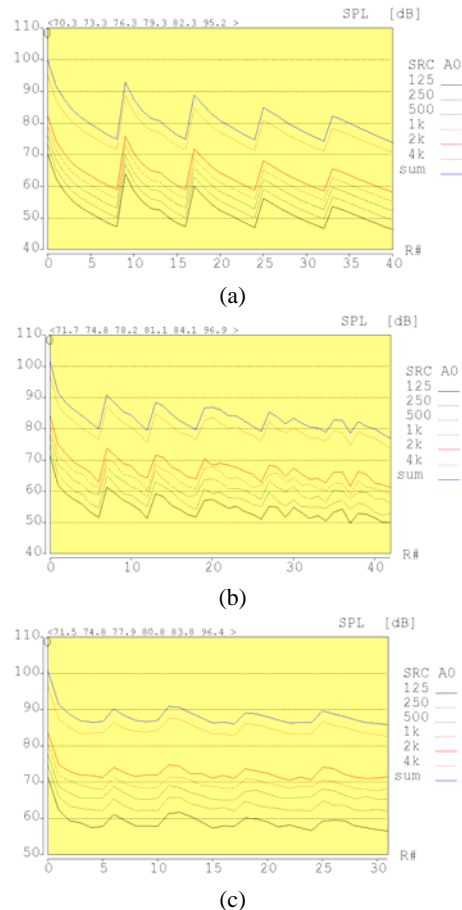 <70.3 73.3 76.3 79.3 82.3 95.2 >
SPL [dB]
110
100
90
80
70
60
50
40
0 5 10 15 20 25 30 35 40
R#
SRC A0
125
250
500
1k
2k
4k
sum
(a)
<71.7 74.8 78.2 81.1 84.1 96.9 >
SPL [dB]
110
100
90
80
70
60
50
40
0 10 20 30 40
R#
SRC A0
125
250
500
1k
2k
4k
sum
(b)
<71.5 74.8 77.9 80.8 83.8 96.4 >
SPL [dB]
110
100
90
80
70
60
50
0 5 10 15 20 25 30
R#
SRC A0
125
250
500
1k
2k
4k
sum
(c)